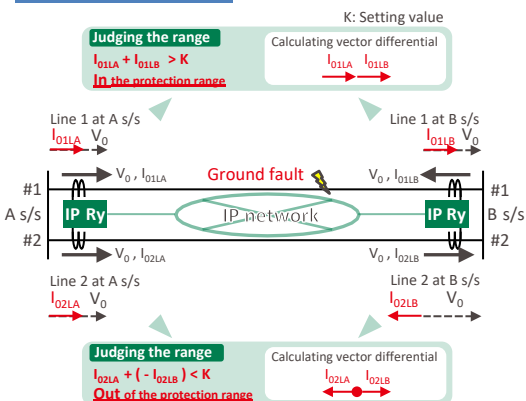 K: Setting value
Judging the range
I01LA + I01LB > K
In the protection range
Calculating vector differential
I01LA I01LB
Line 1 at A s/s
I01LA V0
Line 1 at B s/s
I01LB V0
V0 , I01LA
Ground fault
V0 , I01LB
#1
#1
A s/s
IP Ry
IP network
IP Ry
B s/s
#2
#2
V0 , I02LA
V0 , I02LB
Line 2 at A s/s
I02LA V0
Line 2 at B s/s
I02LB V0
Judging the range
I02LA + ( - I02LB ) < K
Out of the protection range
Calculating vector differential
I02LA I02LB